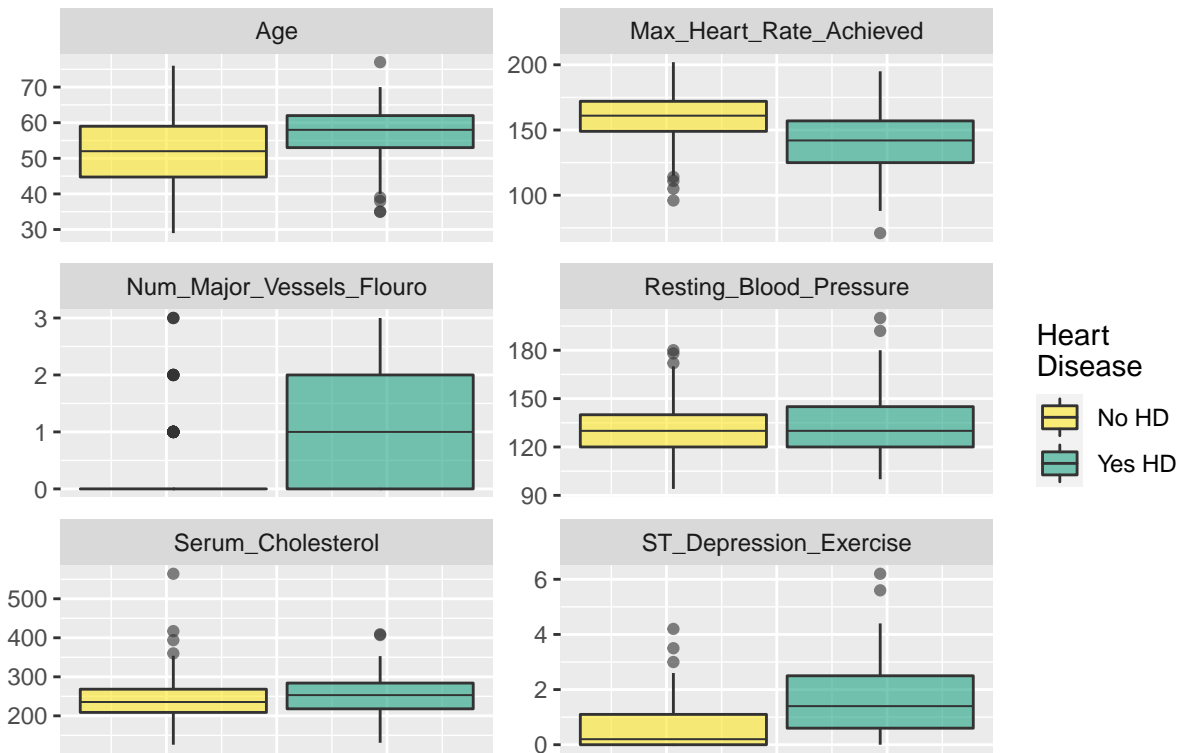 Age
70
60
50
40
30
Max_Heart_Rate_Achieved
200
150
100
Num_Major_Vessels_Flouro
3
2
1
0
Resting_Blood_Pressure
180
150
120
90
Serum_Cholesterol
500
400
300
200
ST_Depression_Exercise
6
4
2
0
Heart
Disease
No HD
Yes HD